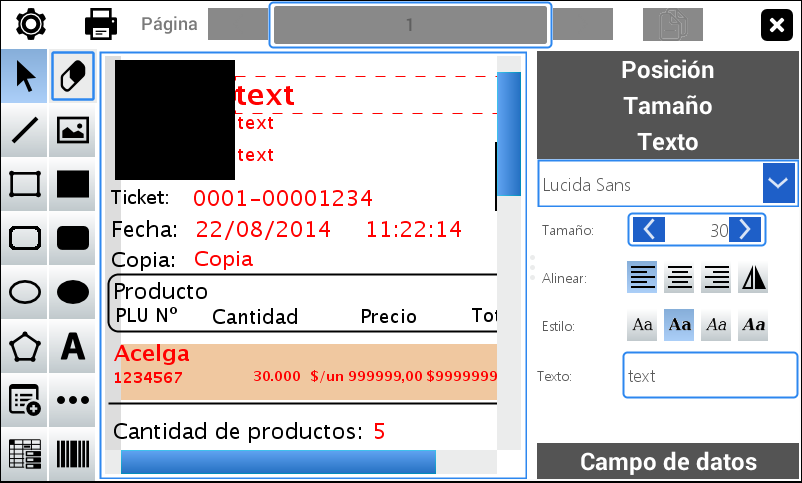 Página 1
Posición
Tamaño
Texto
text
text
text
Ticket: 0001-00001234
Fecha: 22/08/2014 11:22:14
Copia: Copia
Producto
PLU Nº Cantidad Precio Tot
Acelga
1234567 30.000 $/un 999999,00 $9999999
Cantidad de productos: 5
Lucida Sans
Tamaño: 30
Alinear:
Estilo: Aa Aa Aa Aa
Texto: text
Campo de datos
A